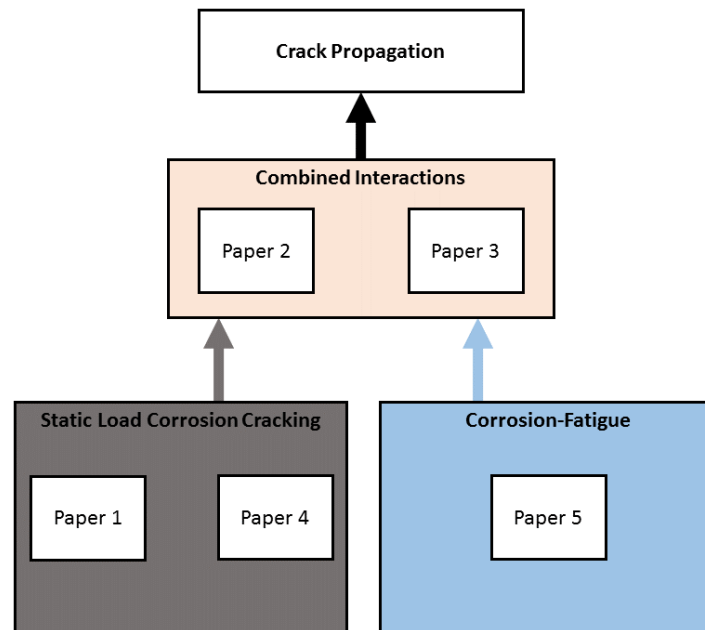 Crack Propagation
Combined Interactions
Paper 2
Paper 3
Static Load Corrosion Cracking
Corrosion-Fatigue
Paper 1
Paper 4
Paper 5